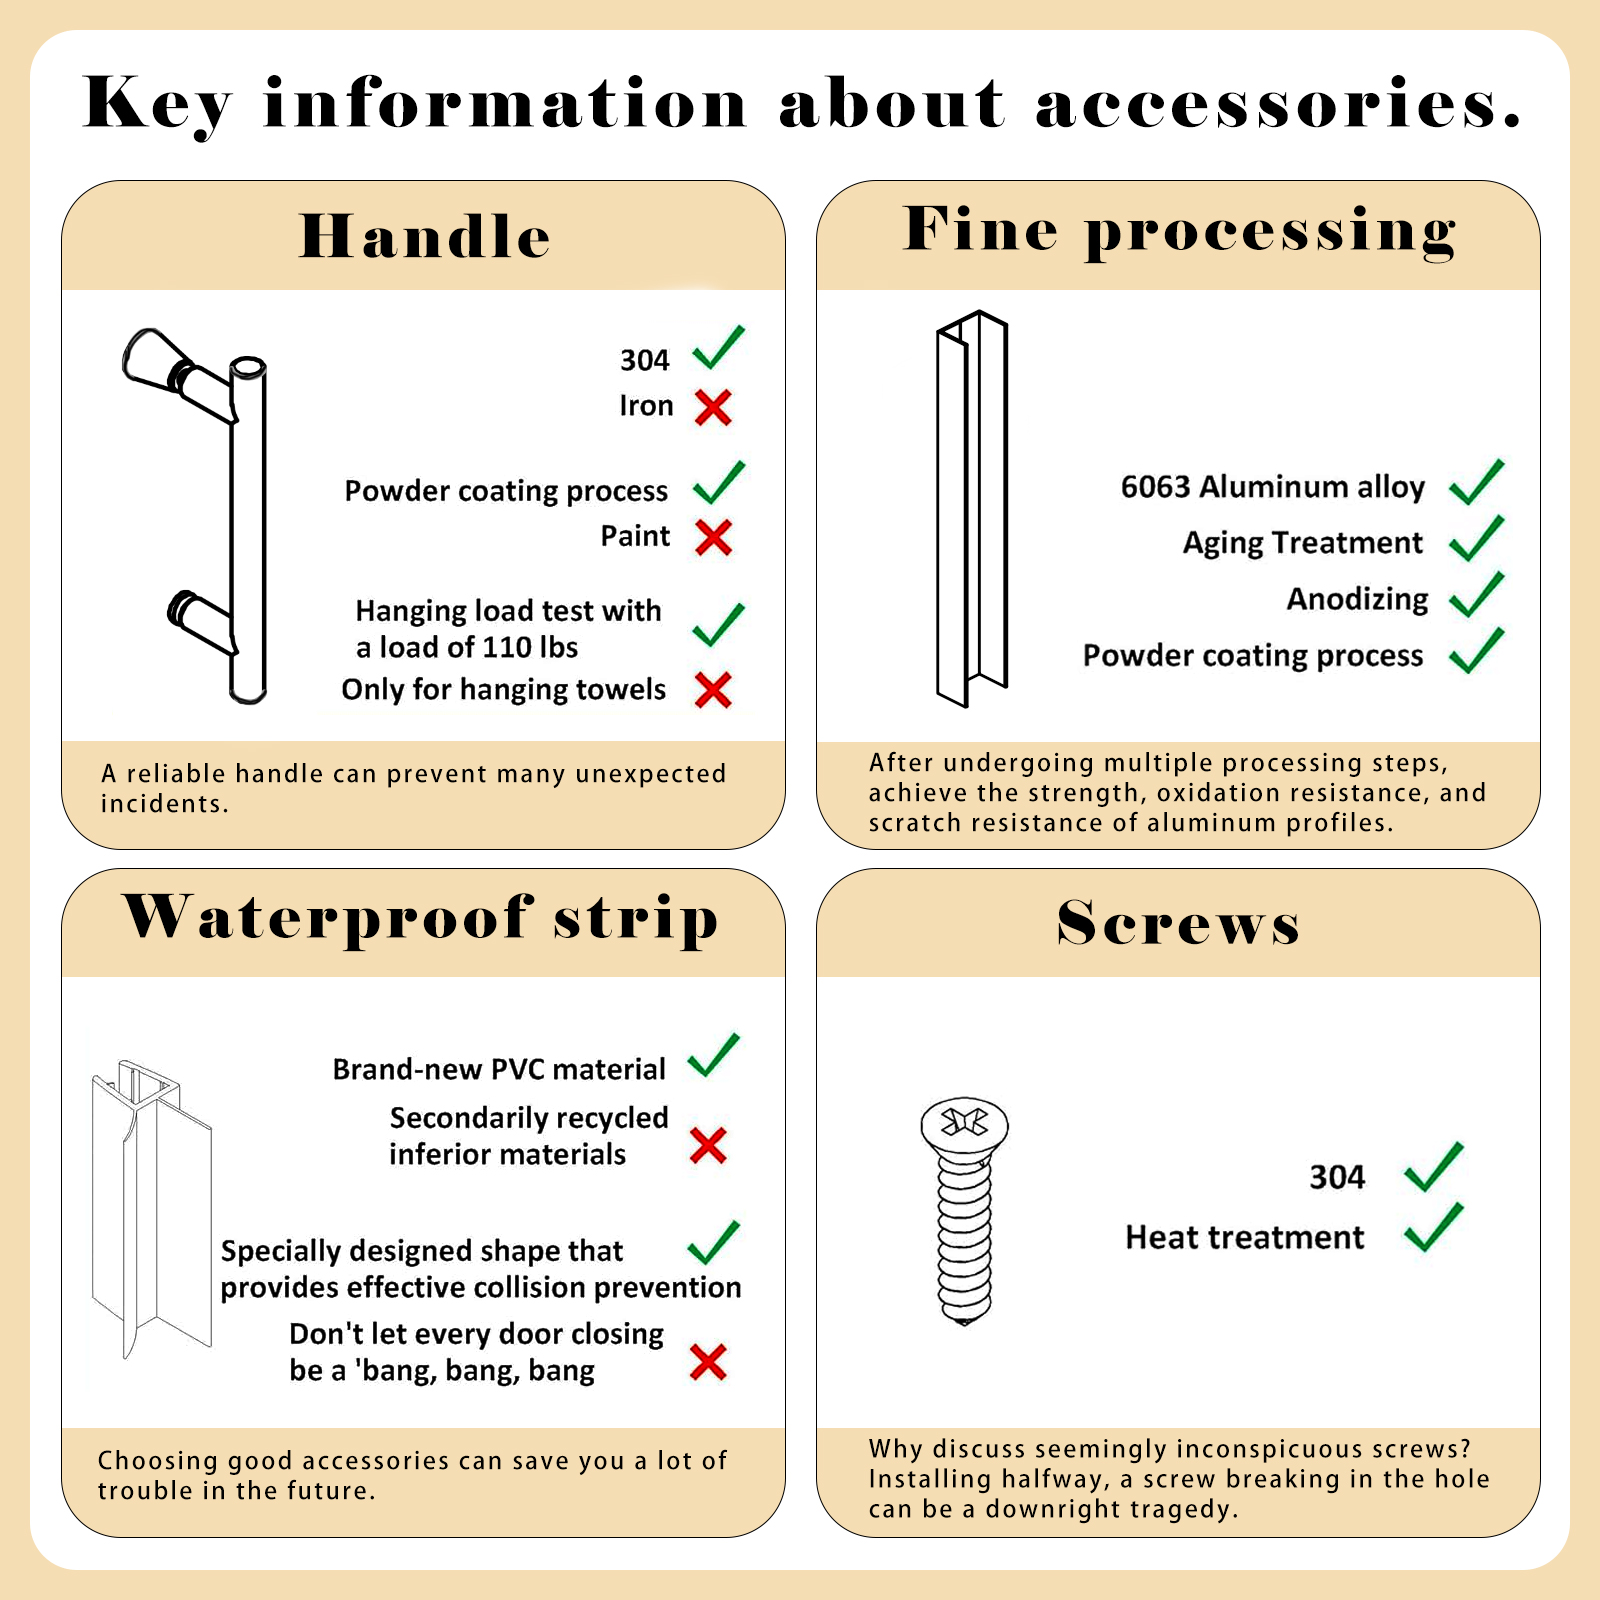 Key information about accessories.
Handle
304
Iron
Powder coating process
Paint
Hanging load test with
a load of 110 lbs
Only for hanging towels
A reliable handle can prevent many unexpected
incidents.
Fine processing
6063 Aluminum alloy
Aging Treatment
Anodizing
Powder coating process
After undergoing multiple processing steps,
achieve the strength, oxidation resistance, and
scratch resistance of aluminum profiles.
Waterproof strip
Brand-new PVC material
Secondarily recycled
inferior materials
Specially designed shape that
provides effective collision prevention
Don't let every door closing
be a 'bang, bang, bang
Choosing good accessories can save you a lot of
trouble in the future.
Screws
304
Heat treatment
Why discuss seemingly inconspicuous screws?
Installing halfway, a screw breaking in the hole
can be a downright tragedy.